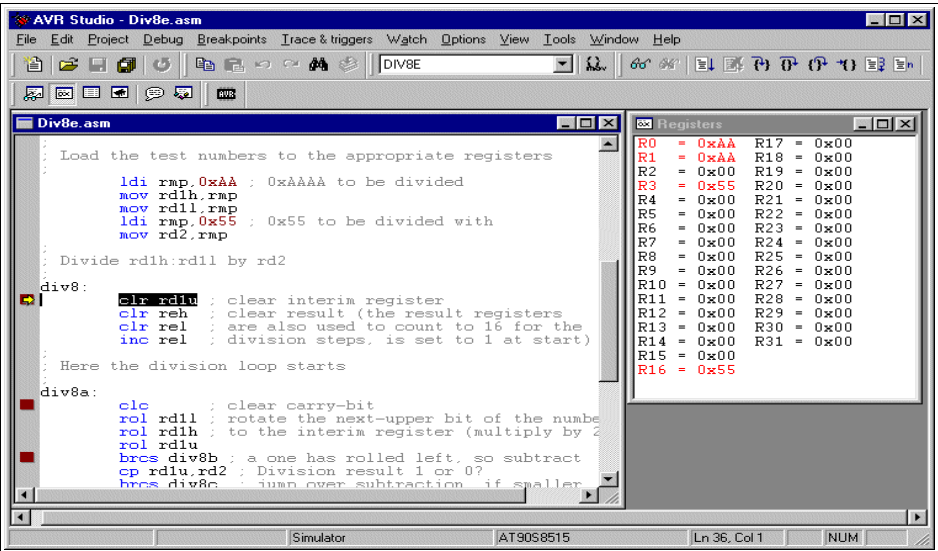 AVR Studio - Div8e.asm
File Edit Project Debug Breakpoints Trace & triggers Watch Options View Tools Window Help
DIV8E
AVR
Div8e.asm
;
; Load the test numbers to the appropriate registers
;
ldi rmp,0xAA ; 0xAAAA to be divided
mov rd1h,rmp
mov rd1l,rmp
ldi rmp,0x55 ; 0x55 to be divided with
mov rd2,rmp
;
; Divide rd1h:rd1l by rd2
;
div8:
clr rd1u ; clear interim register
clr reh ; clear result (the result registers
clr rel ; are also used to count to 16 for the
inc rel ; division steps, is set to 1 at start)
;
; Here the division loop starts
;
div8a:
clc ; clear carry-bit
rol rd1l ; rotate the next-upper bit of the numbe
rol rd1h ; to the interim register (multiply by 2
rol rd1u
brcs div8b ; a one has rolled left, so subtract
cp rd1u,rd2 ; Division result 1 or 0?
brcs div8c ; jump over subtraction, if smaller
Registers
R0 = 0xAA R17 = 0x00
R1 = 0xAA R18 = 0x00
R2 = 0x00 R19 = 0x00
R3 = 0x55 R20 = 0x00
R4 = 0x00 R21 = 0x00
R5 = 0x00 R22 = 0x00
R6 = 0x00 R23 = 0x00
R7 = 0x00 R24 = 0x00
R8 = 0x00 R25 = 0x00
R9 = 0x00 R26 = 0x00
R10 = 0x00 R27 = 0x00
R11 = 0x00 R28 = 0x00
R12 = 0x00 R29 = 0x00
R13 = 0x00 R30 = 0x00
R14 = 0x00 R31 = 0x00
R15 = 0x00
R16 = 0x55
Simulator AT90S8515 Ln 36, Col 1 NUM